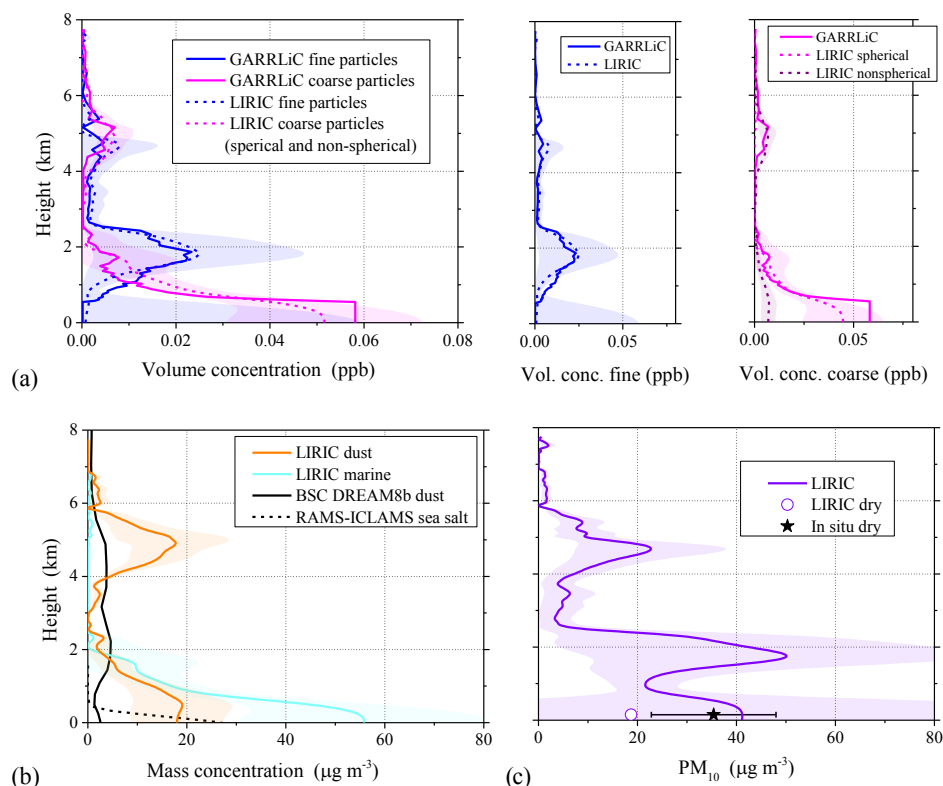 (a)
Height (km)
8
6
4
2
0
0.00
0.02
0.04
0.06
0.08
Volume concentration (ppb)
GARRLiC fine particles
GARRLiC coarse particles
LIRIC fine particles
LIRIC coarse particles
(sperical and non-spherical)
GARRLiC
LIRIC
0.00
0.05
Vol. conc. fine (ppb)
GARRLiC
LIRIC spherical
LIRIC nonspherical
0.00
0.05
Vol. conc. coarse (ppb)
(b)
Height (km)
8
6
4
2
0
0
20
40
60
80
Mass concentration (µg m-3)
LIRIC dust
LIRIC marine
BSC DREAM8b dust
RAMS-ICLAMS sea salt
(c)
LIRIC
LIRIC dry
In situ dry
0
20
40
60
80
PM10 (µg m-3)